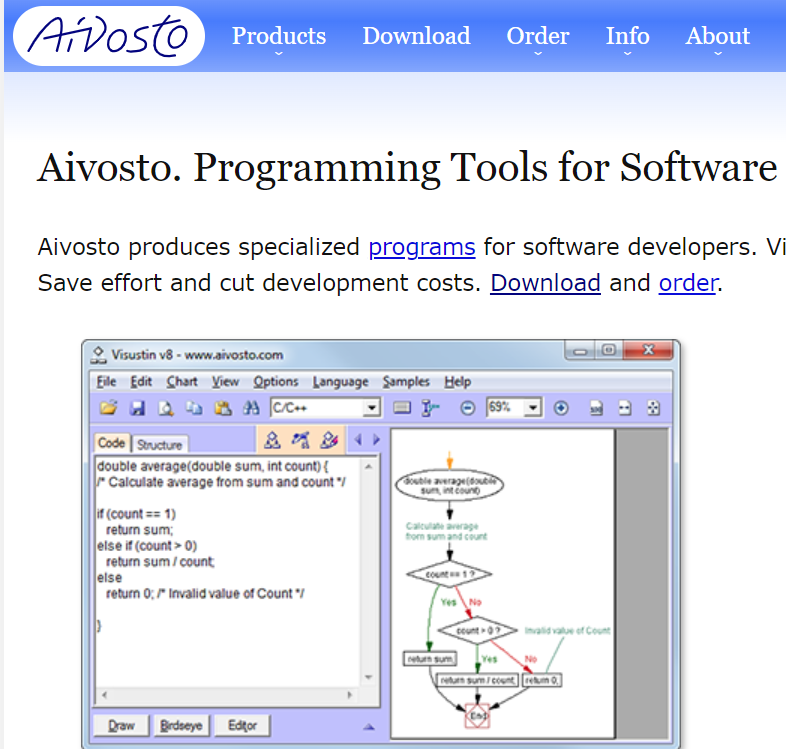 Aivosto
Products Download Order Info About
Aivosto. Programming Tools for Software
Aivosto produces specialized programs for software developers. Vi
Save effort and cut development costs. Download and order.
Visustin v8 - www.aivosto.com
File Edit Chart View Options Language Samples Help
C/C++ 69%
Code Structure
double average(double sum, int count) {
/* Calculate average from sum and count */
if (count == 1)
return sum;
else if (count > 0)
return sum / count;
else
return 0; /* Invalid value of Count */
}
Draw Birdseye Editor
double average(double
sum, int count)
Calculate average
from sum and count
count == 1 ?
Yes No
count > 0 ? Invalid value of Count
return sum; Yes No
return sum / count; return 0;
End